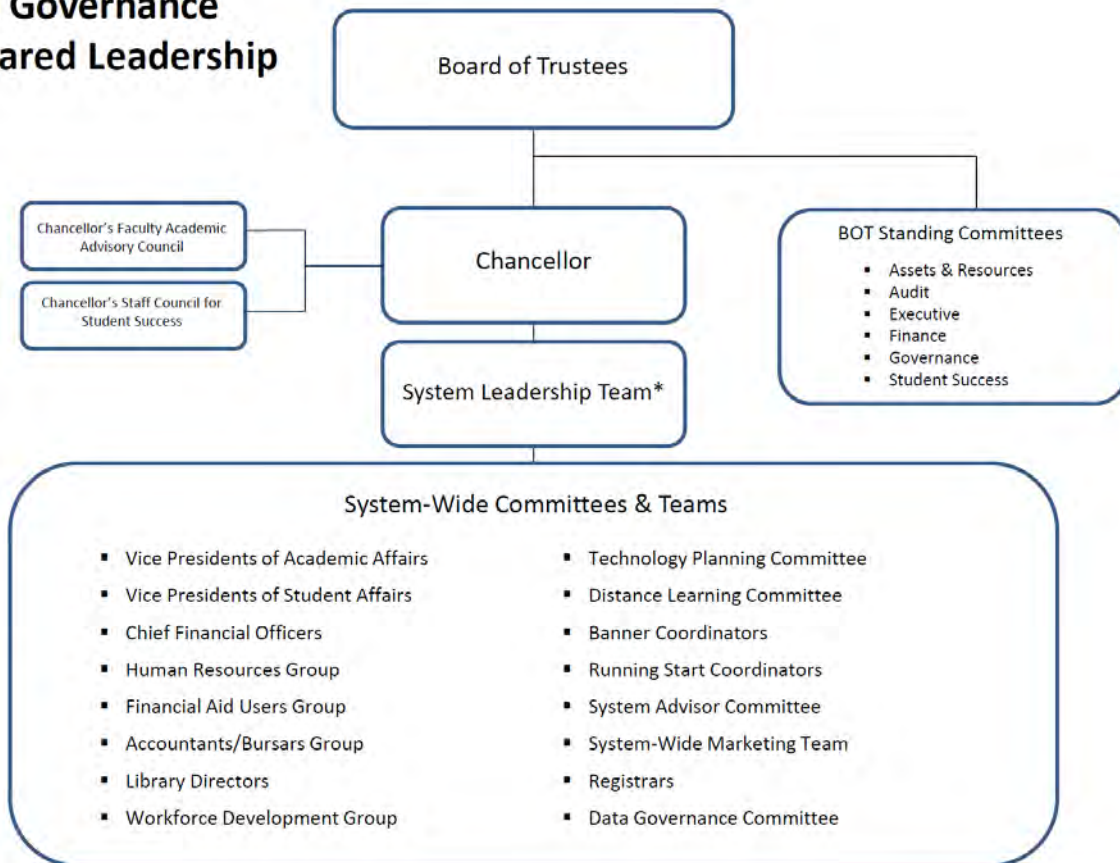 Governance
ared Leadership
Board of Trustees
Chancellor's Faculty Academic
Advisory Council
Chancellor's Staff Council for
Student Success
Chancellor
BOT Standing Committees
▪ Assets & Resources
▪ Audit
▪ Executive
▪ Finance
▪ Governance
▪ Student Success
System Leadership Team*
System-Wide Committees & Teams
▪ Vice Presidents of Academic Affairs
▪ Vice Presidents of Student Affairs
▪ Chief Financial Officers
▪ Human Resources Group
▪ Financial Aid Users Group
▪ Accountants/Bursars Group
▪ Library Directors
▪ Workforce Development Group
▪ Technology Planning Committee
▪ Distance Learning Committee
▪ Banner Coordinators
▪ Running Start Coordinators
▪ System Advisor Committee
▪ System-Wide Marketing Team
▪ Registrars
▪ Data Governance Committee